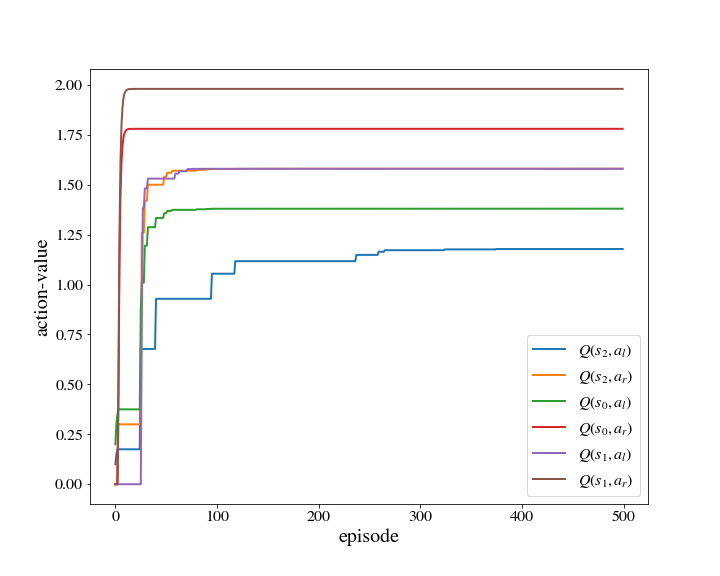 action-value
2.00
1.75
1.50
1.25
1.00
0.75
0.50
0.25
0.00
Q(s₂, aₗ)
Q(s₂, aᵣ)
Q(s₀, aₗ)
Q(s₀, aᵣ)
Q(s₁, aₗ)
Q(s₁, aᵣ)
0 100 200 300 400 500
episode